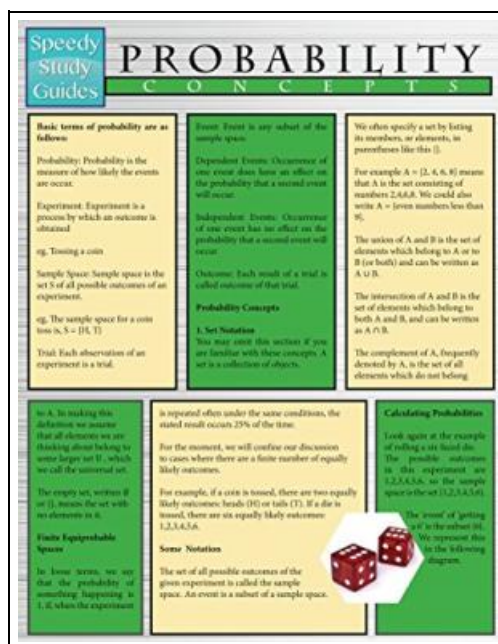 Speedy
Study
Guides
PROBABILITY
CONCEPTS
Basic terms of probability are as
follows:
Probability: Probability is the
measure of how likely the events
are occur.
Experiment: Experiment is a
process by which an outcome is
obtained
eg, Tossing a coin
Sample Space: Sample space is the
set S of all possible outcomes of an
experiment.
eg, The sample space for a coin
toss is, S = {H, T}
Trial: Each observation of an
experiment is a trial.
Event: Event is any subset of the
sample space.
Dependent Events: Occurrence
of one event does have an effect on
the probability that a second event
will occur.
Independent Events: Occurrence
of one event has no effect on the
probability that a second event will
occur
Outcome: Each result of a trial is
called outcome of that trial.
Probability Concepts
1. Set Notation
You may omit this section if you
are familiar with these concepts. A
set is a collection of objects.
We often specify a set by listing
its members, or elements, in
parentheses like this {}.
For example A = {2, 4, 6, 8} means
that A is the set consisting of
numbers 2,4,6,8. We could also
write A = {even numbers less than
9}.
The union of A and B is the set of
elements which belong to A or to
B (or both) and can be written as
A ∪ B.
The intersection of A and B is the
set of elements which belong to
both A and B, and can be written
as A ∩ B.
The complement of A, frequently
denoted by A, is the set of all
elements which do not belong
to A. In making this
definition we assume
that all elements we are
thinking about belong to
some larger set U, which
we call the universal set.
The empty set, written
or {}, means the set with
no elements in it.
Finite Equiprobable
Spaces
In loose terms, we say
that the probability of
something happening is
1. if, when the experiment
is repeated often under the same conditions, the
stated result occurs 25% of the time.
For the moment, we will confine our discussion
to cases where there are a finite number of equally
likely outcomes.
For example, if a coin is tossed, there are two equally
likely outcomes: heads (H) or tails (T). If a die is
tossed, there are six equally likely outcomes:
1,2,3,4,5,6.
Some Notation
The set of all possible outcomes of the
given experiment is called the sample
space. An event is a subset of a sample space.
Calculating Probabilities
Look again at the example
of rolling a six faced die.
The possible outcomes
in this experiment are
1,2,3,4,5,6, so the sample
space is the set {1,2,3,4,5,6}.
The 'event' of 'getting
a 6' is the subset {6}.
We represent this
in the following
diagram.